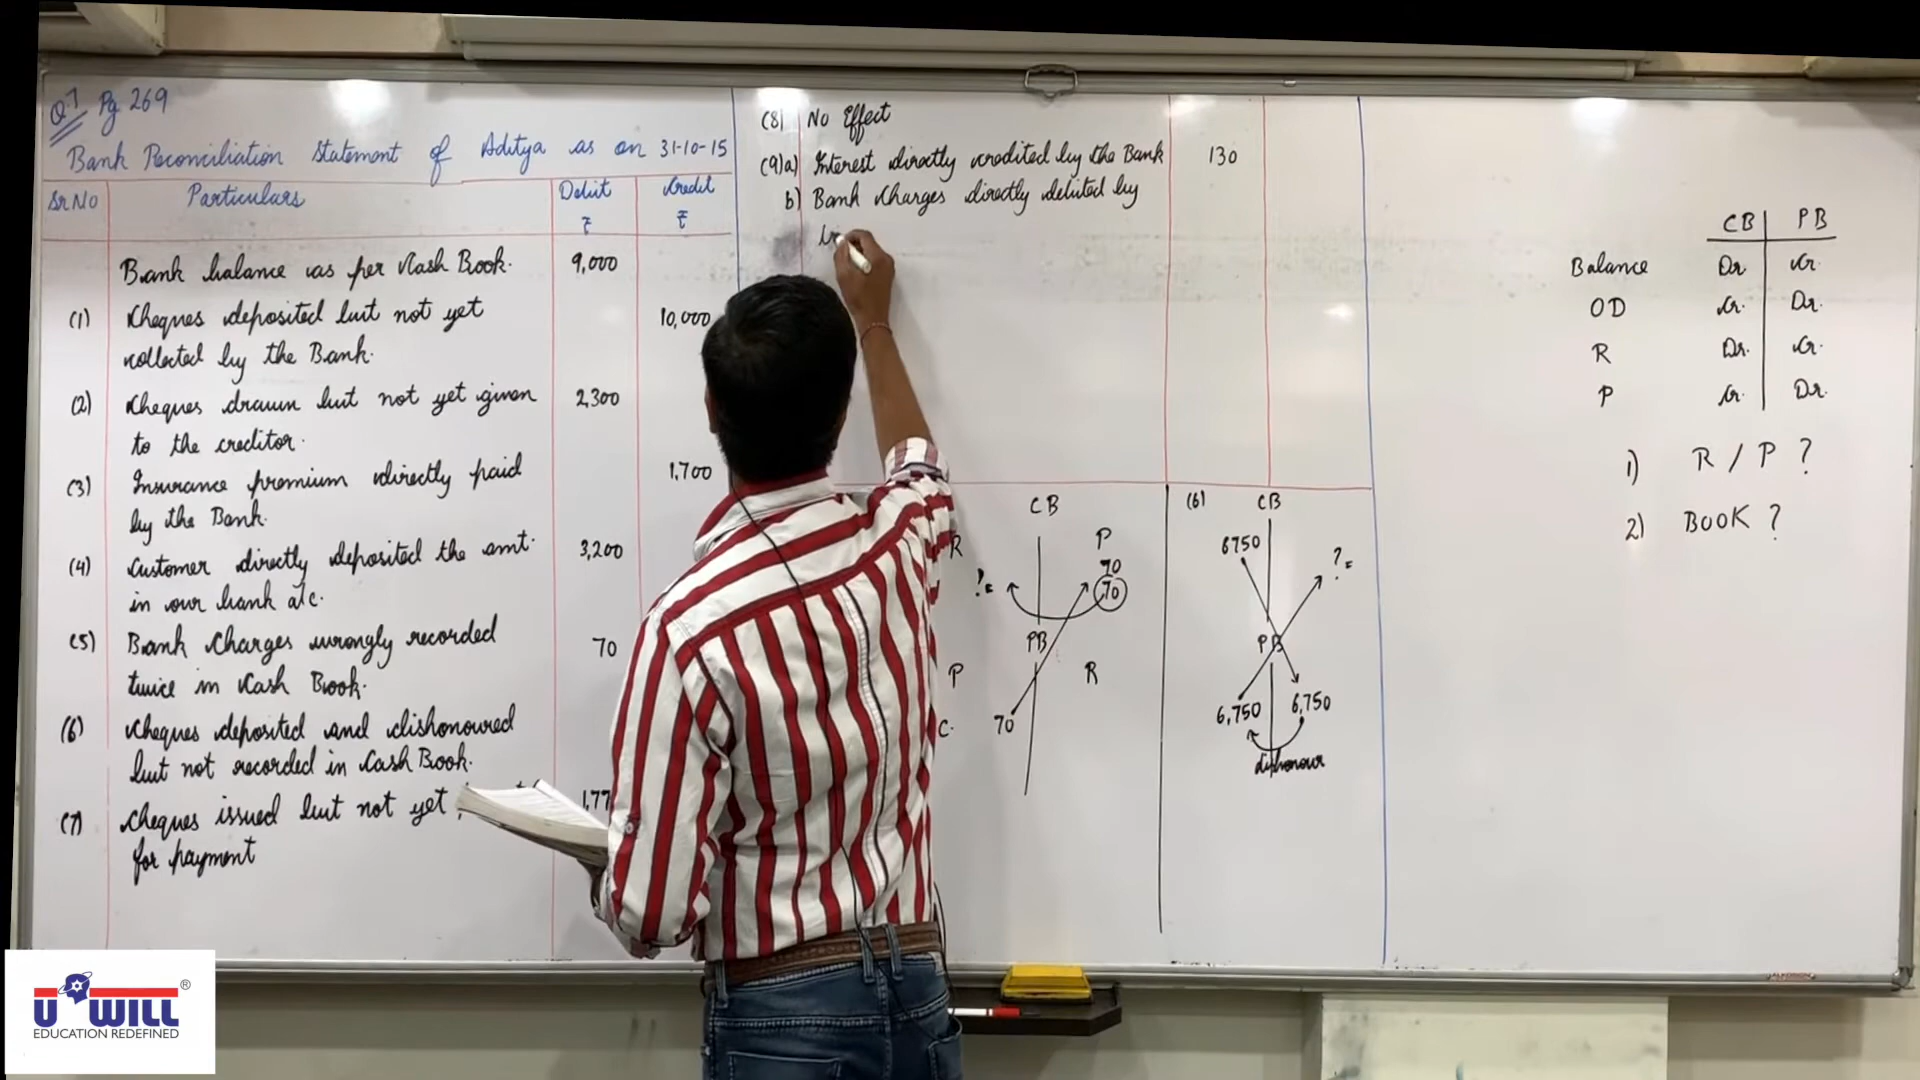 Q7 Pg 269
Bank Reconciliation Statement of Aditya as on 31-10-15
Sr No Particulars Debit ₹ Credit ₹
Bank balance as per Cash Book. 9,000
(1) Cheques deposited but not yet 10,000
collected by the Bank.
(2) Cheques drawn but not yet given 2,300
to the creditor.
(3) Insurance premium directly paid 1,700
by the Bank.
(4) Customer directly deposited the amt. 3,200
in our bank a/c.
(5) Bank Charges wrongly recorded 70
twice in Cash Book.
(6) Cheques deposited and dishonoured
but not recorded in Cash Book.
(7) Cheques issued but not yet 1,77
for payment
(8) No Effect
(9) a) Interest directly credited by the Bank 130
b) Bank Charges directly debited by
CB
R P
70
?= 70
PB
P R
C. 70
(6) CB
6750 ?=
PB
6,750 6,750
dishonour
CB PB
Balance Dr Cr.
OD Cr. Dr.
R Dr. Cr.
P Cr. Dr.
1) R / P ?
2) BOOK ?
U WILL ®
EDUCATION REDEFINED